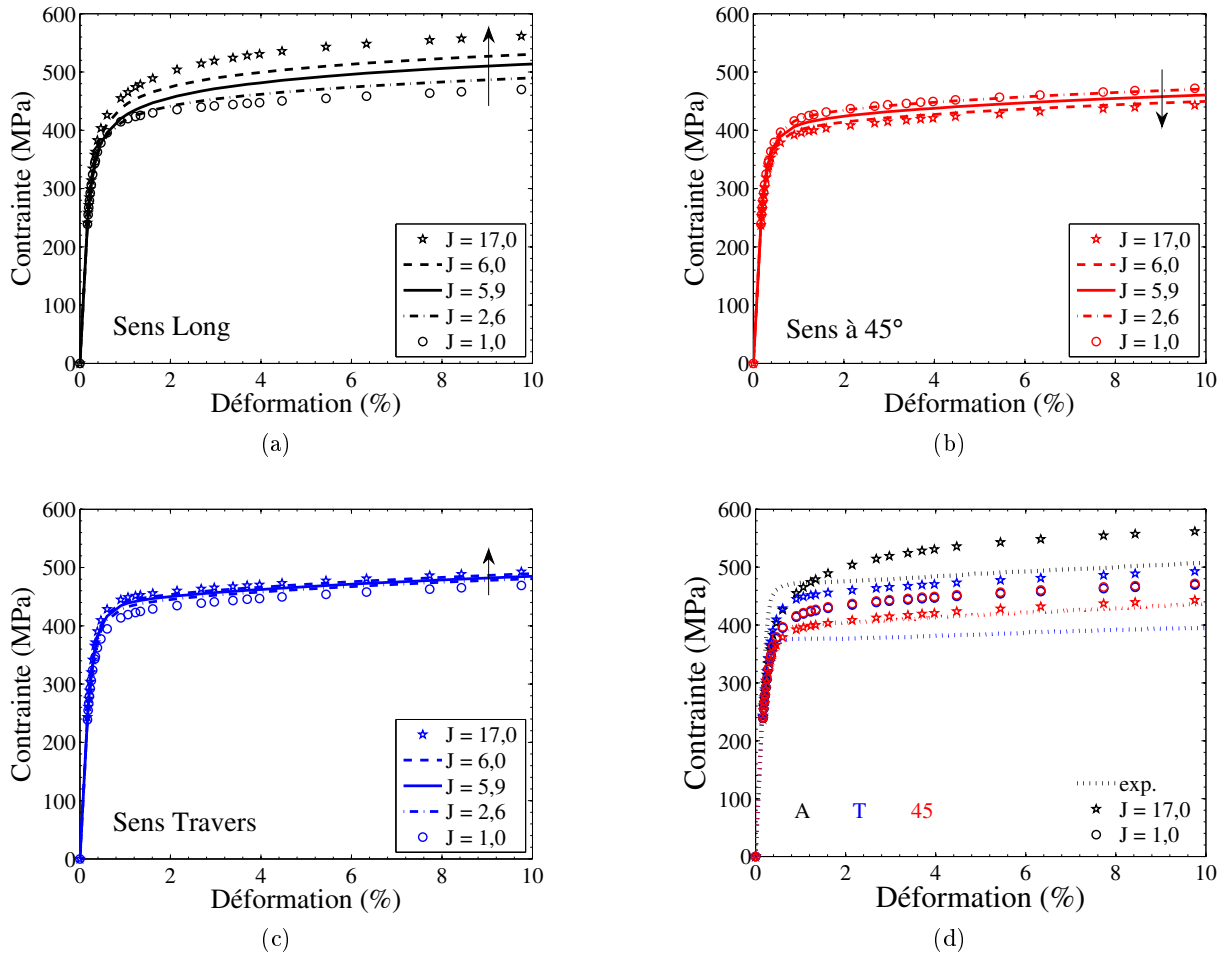 600
500
400
300
200
100
0
Contrainte (MPa)
J = 17,0
J = 6,0
J = 5,9
J = 2,6
J = 1,0
Sens Long
0 2 4 6 8 10
Déformation (%)
(a)
600
500
400
300
200
100
0
Contrainte (MPa)
J = 17,0
J = 6,0
J = 5,9
J = 2,6
J = 1,0
Sens à 45°
0 2 4 6 8 10
Déformation (%)
(b)
600
500
400
300
200
100
0
Contrainte (MPa)
J = 17,0
J = 6,0
J = 5,9
J = 2,6
J = 1,0
Sens Travers
0 2 4 6 8 10
Déformation (%)
(c)
600
500
400
300
200
100
0
Contrainte (MPa)
exp.
A T 45 J = 17,0
J = 1,0
0 2 4 6 8 10
Déformation (%)
(d)